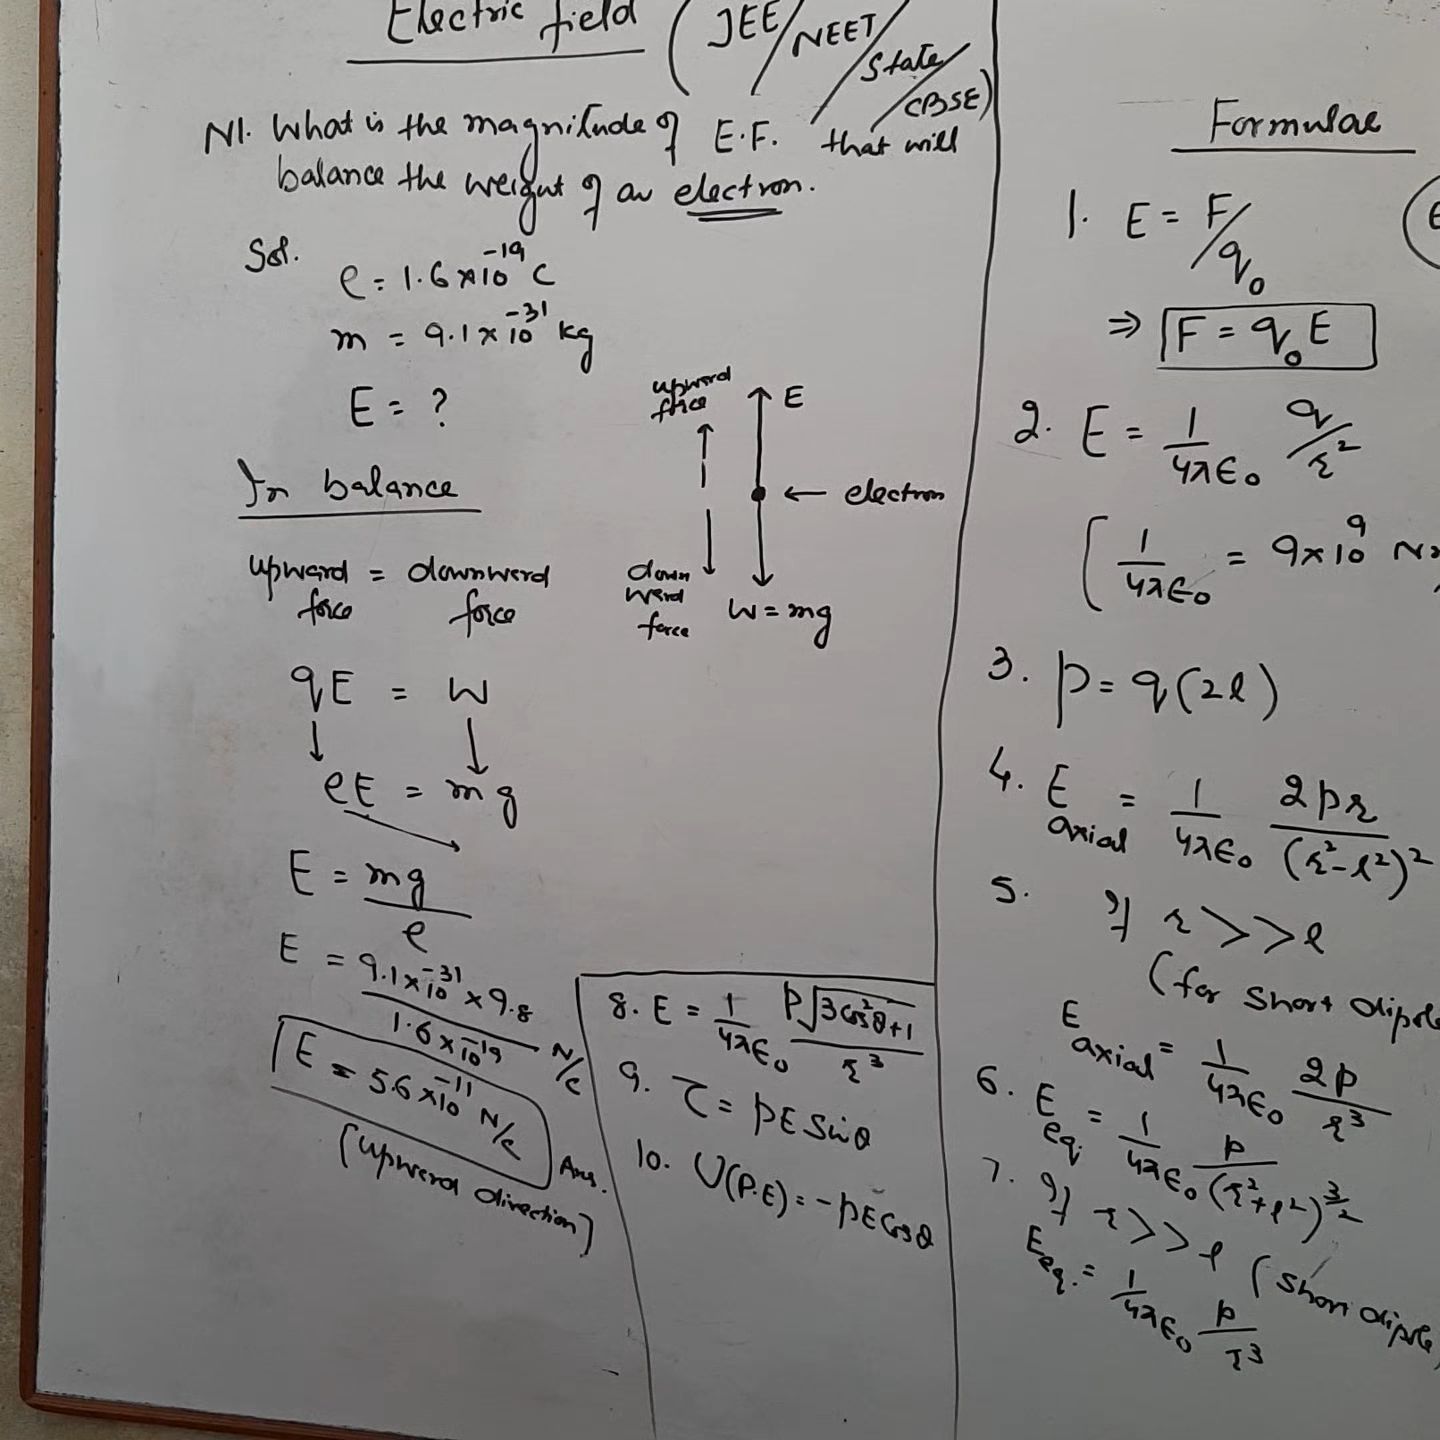 Electric field (JEE/NEET/State/CBSE)
N1. What is the magnitude of E.F. that will
balance the weight of an electron.
Sol.
e = 1.6 × 10⁻¹⁹ C
m = 9.1 × 10⁻³¹ kg
E = ?
In balance
upward force = downward force
qE = W
eE = mg
E = mg/e
E = 9.1 × 10⁻³¹ × 9.8 / 1.6 × 10⁻¹⁹ N/C
E = 5.6 × 10⁻¹¹ N/C
Ans.
(upward direction)
upward force
E
← electron
down ward force
W = mg
8. E = 1/4πε₀ p√3cos²θ+1 / r³
9. τ = pE sinθ
10. U(P.E) = -pE cosθ
Formulae
1. E = F/q₀
⇒ F = q₀E
2. E = 1/4πε₀ q/r²
( 1/4πε₀ = 9×10⁹ N
3. p = q(2l)
4. E axial = 1/4πε₀ 2pr/(r²-l²)²
5. If r >> l
(for short dipole
E axial = 1/4πε₀ 2p/r³
6. E eq. = 1/4πε₀ p/(r²+l²)^3/2
7. If r >> l (short dipole)
E eq. = 1/4πε₀ p/r³